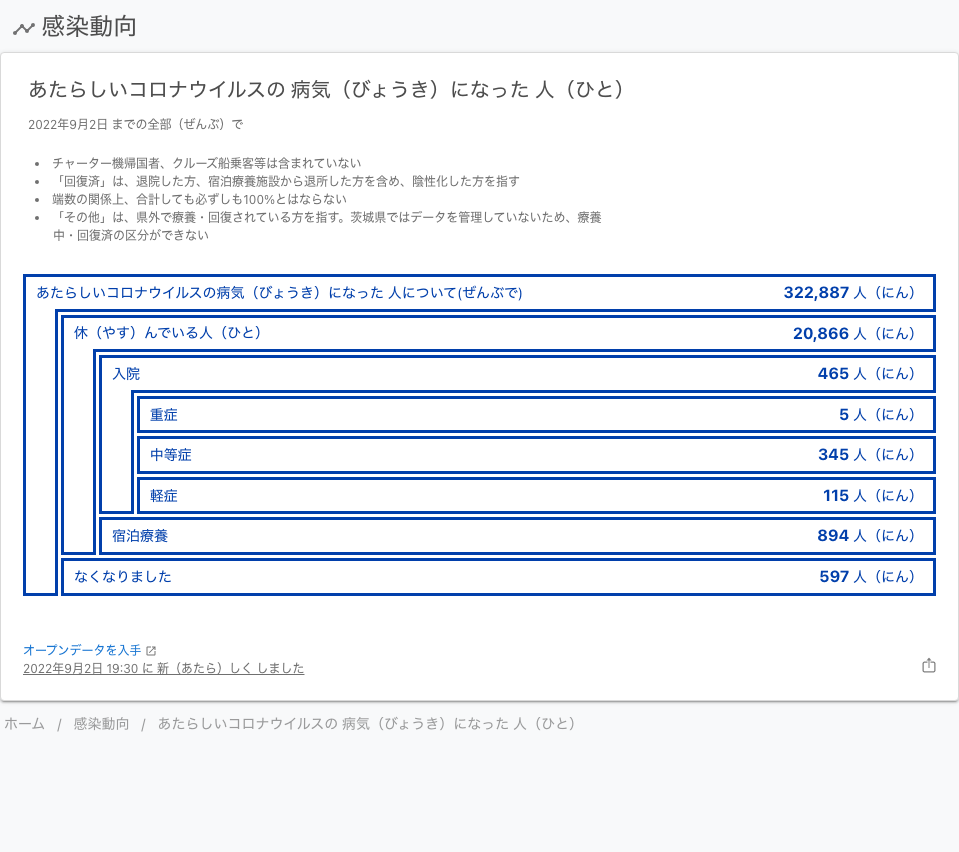 感染動向
あたらしいコロナウイルスの 病気（びょうき）になった 人（ひと）
2022年9月2日 までの全部（ぜんぶ）で
チャーター機帰国者、クルーズ船乗客等は含まれていない
「回復済」は、退院した方、宿泊療養施設から退所した方を含め、陰性化した方を指す
端数の関係上、合計しても必ずしも100%とはならない
「その他」は、県外で療養・回復されている方を指す。茨城県ではデータを管理していないため、療養
中・回復済の区分ができない
あたらしいコロナウイルスの病気（びょうき）になった 人について(ぜんぶで) 322,887 人（にん）
休（やす）んでいる人（ひと） 20,866 人（にん）
入院 465 人（にん）
重症 5 人（にん）
中等症 345 人（にん）
軽症 115 人（にん）
宿泊療養 894 人（にん）
なくなりました 597 人（にん）
オープンデータを入手
2022年9月2日 19:30 に 新（あたら）しく しました
ホーム / 感染動向 / あたらしいコロナウイルスの 病気（びょうき）になった 人（ひと）